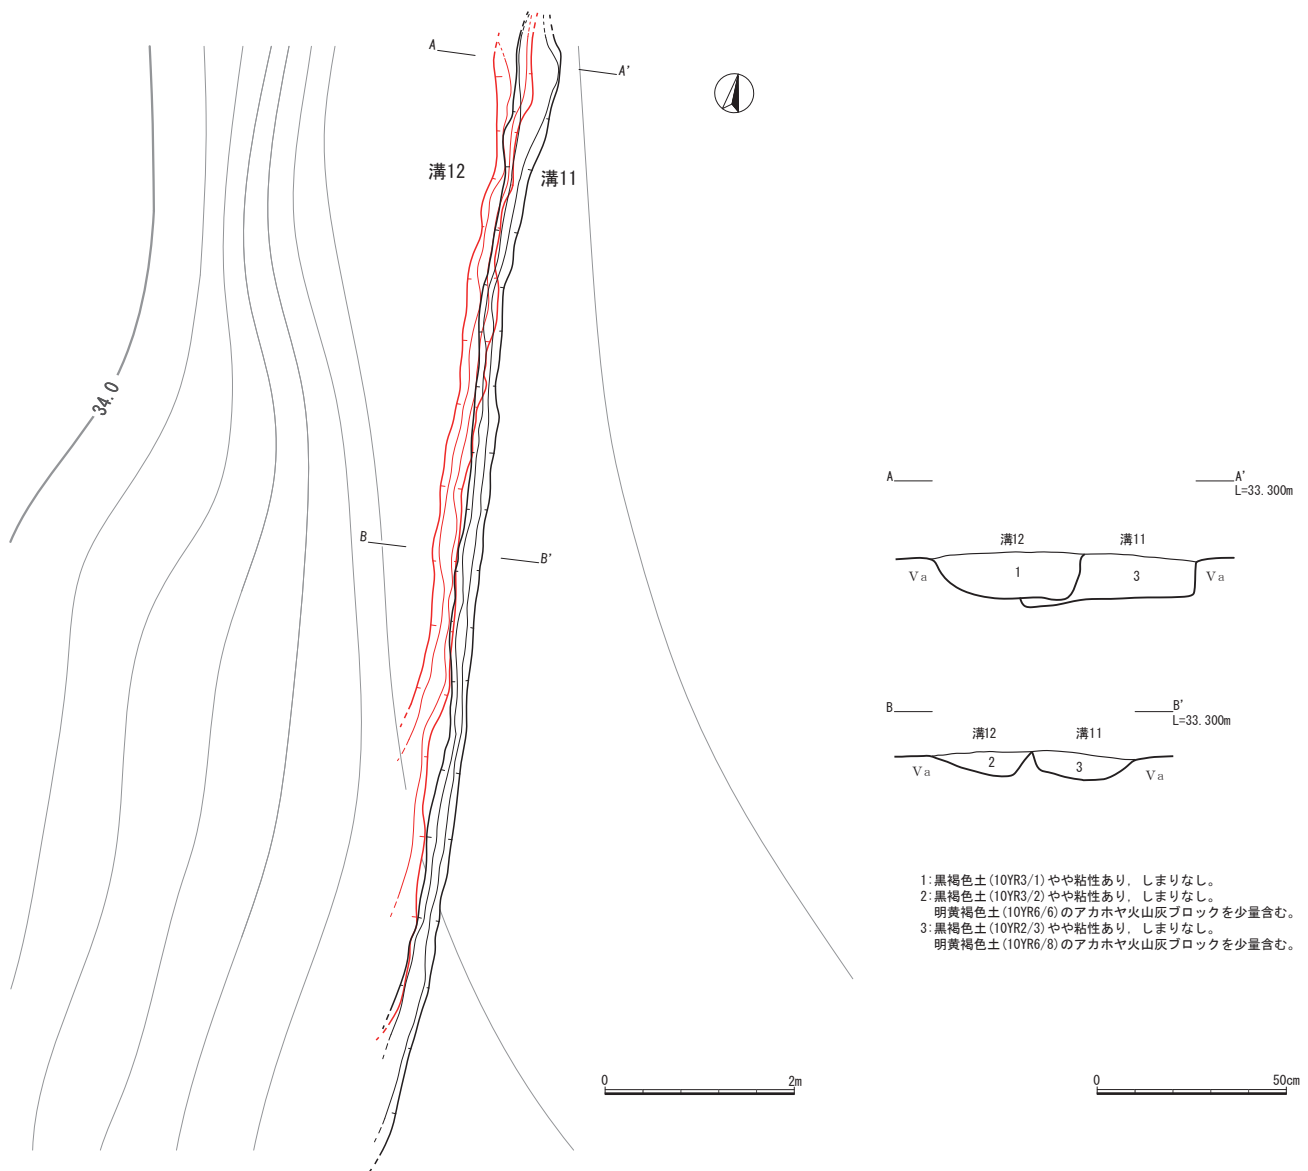 A
A'
溝12
溝11
34.0
B
B'
A
A'
L=33.300m
溝12
溝11
1
3
Ⅴa
Ⅴa
B
B'
L=33.300m
溝12
溝11
2
3
Ⅴa
Ⅴa
1:黒褐色土(10YR3/1)やや粘性あり，しまりなし。
2:黒褐色土(10YR3/2)やや粘性あり，しまりなし。
明黄褐色土(10YR6/6)のアカホヤ火山灰ブロックを少量含む。
3:黒褐色土(10YR2/3)やや粘性あり，しまりなし。
明黄褐色土(10YR6/8)のアカホヤ火山灰ブロックを少量含む。
0 2m
0 50cm